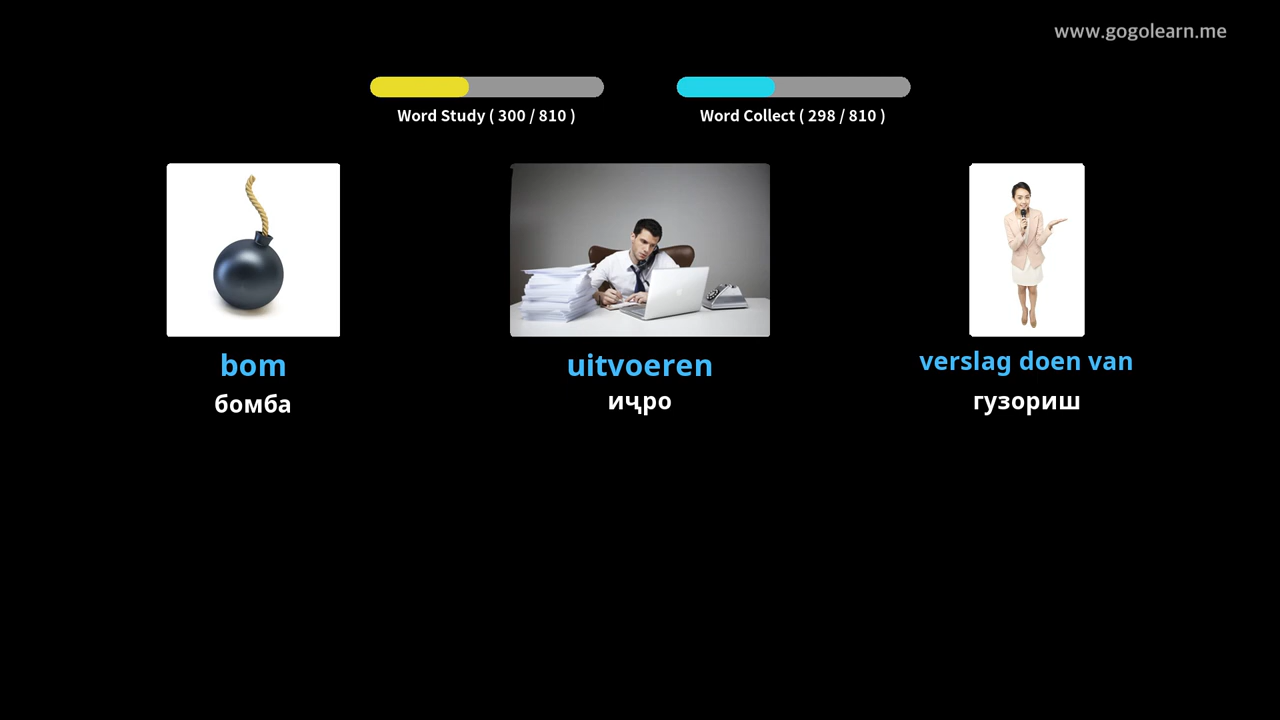 www.gogolearn.me
Word Study ( 300 / 810 )
Word Collect ( 298 / 810 )
bom
uitvoeren
verslag doen van
бомба
иҷро
гузориш